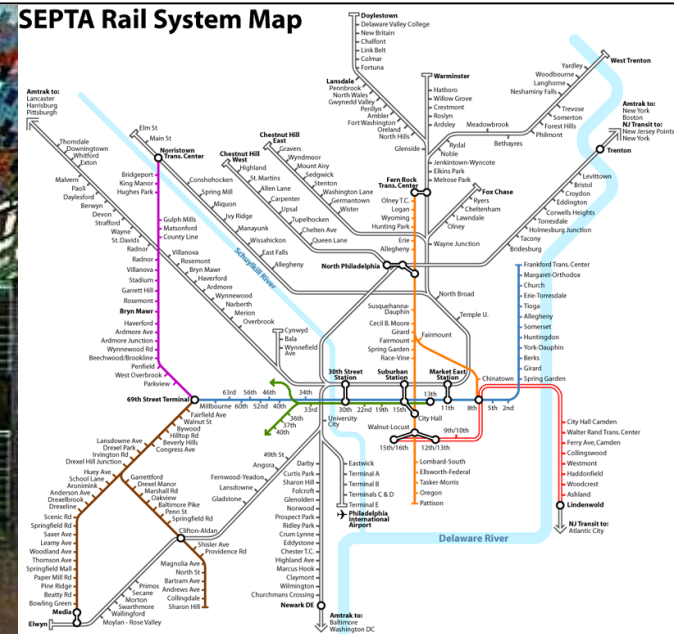 SEPTA Rail System Map
Doylestown
Delaware Valley College
New Britain
Chalfont
Link Belt
Colmar
Fortuna
Lansdale
Pennbrook
North Wales
Gwynedd Valley
Penllyn
Ambler
Fort Washington
Oreland
North Hills
Glenside
Warminster
Hatboro
Willow Grove
Crestmont
Roslyn
Ardsley
West Trenton
Yardley
Woodbourne
Langhorne
Neshaminy Falls
Trevose
Somerton
Forest Hills
Philmont
Bethayres
Meadowbrook
Rydal
Noble
Jenkintown-Wyncote
Elkins Park
Melrose Park
Amtrak to:
New York
Boston
NJ Transit to:
New Jersey Points
New York
Trenton
Levittown
Bristol
Croydon
Eddington
Cornwells Heights
Torresdale
Holmesburg Junction
Tacony
Bridesburg
Amtrak to:
Lancaster
Harrisburg
Pittsburgh
Thorndale
Downingtown
Whitford
Exton
Malvern
Paoli
Daylesford
Berwyn
Devon
Strafford
Wayne
St. Davids
Radnor
Villanova
Rosemont
Bryn Mawr
Haverford
Ardmore
Wynnewood
Narberth
Merion
Overbrook
Elm St
Main St
Norristown
Trans. Center
Conshohocken
Spring Mill
Miquon
Ivy Ridge
Manayunk
Wissahickon
East Falls
Allegheny
Chestnut Hill
West
Highland
St. Martins
Allen Lane
Carpenter
Upsal
Tupelhocken
Chelten Ave
Queen Lane
Chestnut Hill
East
Gravers
Wyndmoor
Mount Airy
Sedgwick
Stenton
Washington Lane
Germantown
Wister
Fern Rock
Trans. Center
Olney T.C.
Logan
Wyoming
Hunting Park
Erie
Allegheny
North Philadelphia
Susquehanna-
Dauphin
Cecil B. Moore
Girard
Fairmount
Spring Garden
Race-Vine
Fox Chase
Ryers
Cheltenham
Lawndale
Olney
Wayne Junction
North Broad
Temple U.
Fairmount
Chinatown
Frankford Trans. Center
Margaret-Orthodox
Church
Erie-Torresdale
Tioga
Allegheny
Somerset
Huntingdon
York-Dauphin
Berks
Girard
Spring Garden
Bridgeport
King Manor
Hughes Park
Gulph Mills
Matsonford
County Line
Radnor
Villanova
Stadium
Garrett Hill
Rosemont
Bryn Mawr
Haverford
Ardmore Ave
Ardmore Junction
Wynnewood Rd
Beechwood/Brookline
Penfield
West Overbrook
Parkview
Schuylkill River
Cynwyd
Bala
Wynnefield
Ave
30th Street
Station
Suburban
Station
Market East
Station
69th Street Terminal
Millbourne
63rd
60th
56th
52nd
46th
40th
34th
33rd
30th
22nd
19th
15th
13th
11th
8th
5th
2nd
36th
37th
40th
University
City
City Hall
Walnut-Locust
15th/16th
12th/13th
9th/10th
Lombard-South
Ellsworth-Federal
Tasker-Morris
Oregon
Pattison
City Hall Camden
Walter Rand Trans. Center
Ferry Ave, Camden
Collingswood
Westmont
Haddonfield
Woodcrest
Ashland
Lindenwold
NJ Transit to:
Atlantic City
Delaware River
Fairfield Ave
Walnut St
Bywood
Hilltop Rd
Beverly Hills
Congress Ave
Lansdowne Ave
Drexel Park
Irvington Rd
Drexel Hill Junction
Huey Ave
School Lane
Aronimink
Anderson Ave
Drexelbrook
Drexeline
Scenic Rd
Springfield Rd
Saxer Ave
Leamy Ave
Woodland Ave
Thomson Ave
Springfield Mall
Paper Mill Rd
Pine Ridge
Beatty Rd
Bowling Green
Media
Elwyn
Garrettford
Drexel Manor
Marshall Rd
Oakview
Baltimore Pike
Penn St
Springfield Rd
Clifton-Aldan
Shisler Ave
Providence Rd
Magnolia Ave
North St
Bartram Ave
Andrews Ave
Collingdale
Sharon Hill
49th St
Angora
Fernwood-Yeadon
Lansdowne
Gladstone
Primos
Secane
Morton
Swarthmore
Wallingford
Moylan - Rose Valley
Darby
Curtis Park
Sharon Hill
Folcroft
Glenolden
Norwood
Prospect Park
Ridley Park
Crum Lynne
Eddystone
Chester T.C.
Highland Ave
Marcus Hook
Claymont
Wilmington
Churchmans Crossing
Newark DE
Amtrak to:
Baltimore
Washington DC
Eastwick
Terminal A
Terminal B
Terminals C & D
Terminal E
Philadelphia
International
Airport